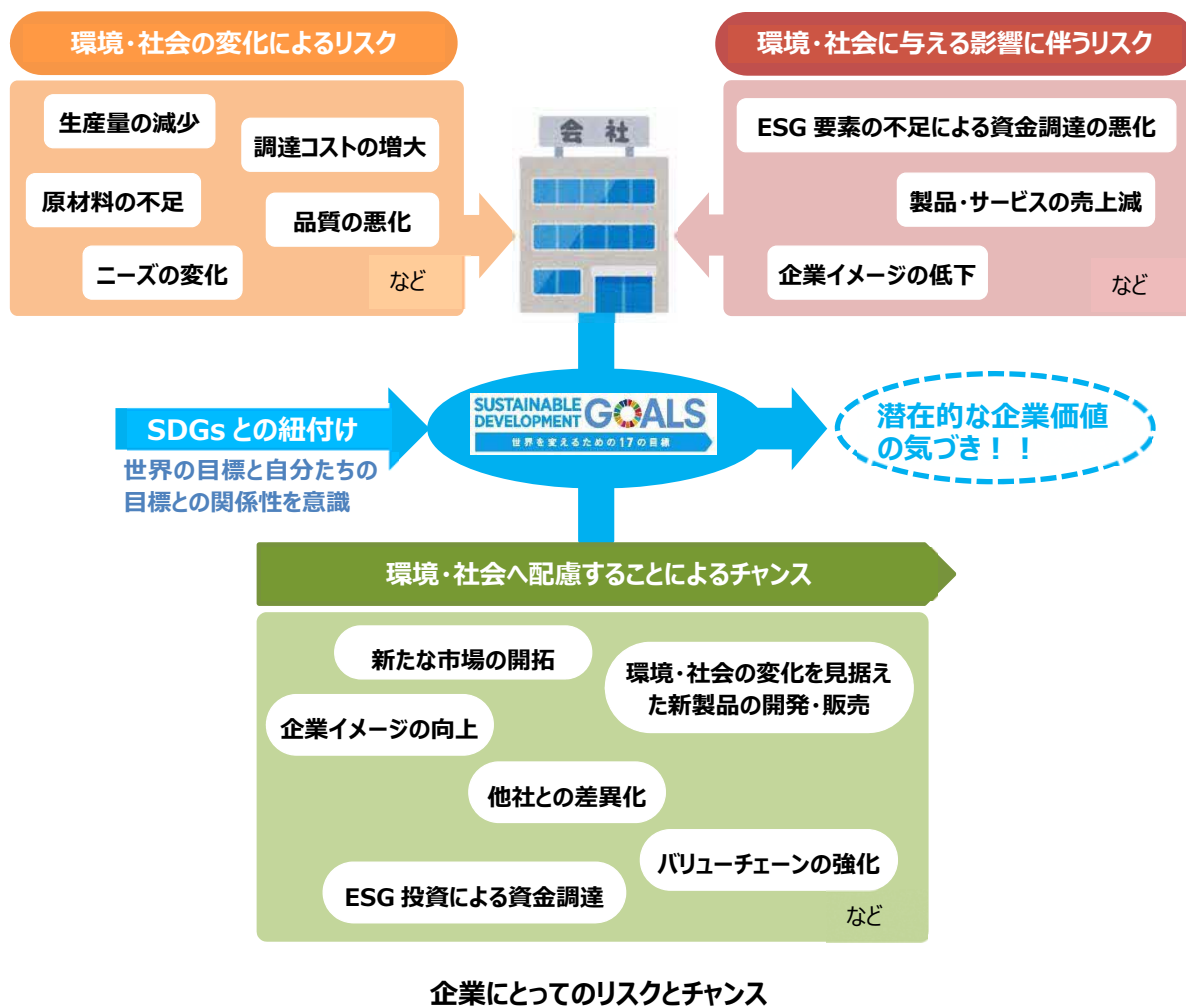 環境・社会の変化によるリスク
生産量の減少
調達コストの増大
原材料の不足
品質の悪化
ニーズの変化
など
会社
環境・社会に与える影響に伴うリスク
ESG 要素の不足による資金調達の悪化
製品・サービスの売上減
企業イメージの低下
など
SDGs との紐付け
世界の目標と自分たちの
目標との関係性を意識
SUSTAINABLE
DEVELOPMENT GOALS
世界を変えるための17の目標
潜在的な企業価値
の気づき！！
環境・社会へ配慮することによるチャンス
新たな市場の開拓
環境・社会の変化を見据え
た新製品の開発・販売
企業イメージの向上
他社との差異化
バリューチェーンの強化
ESG 投資による資金調達
など
企業にとってのリスクとチャンス